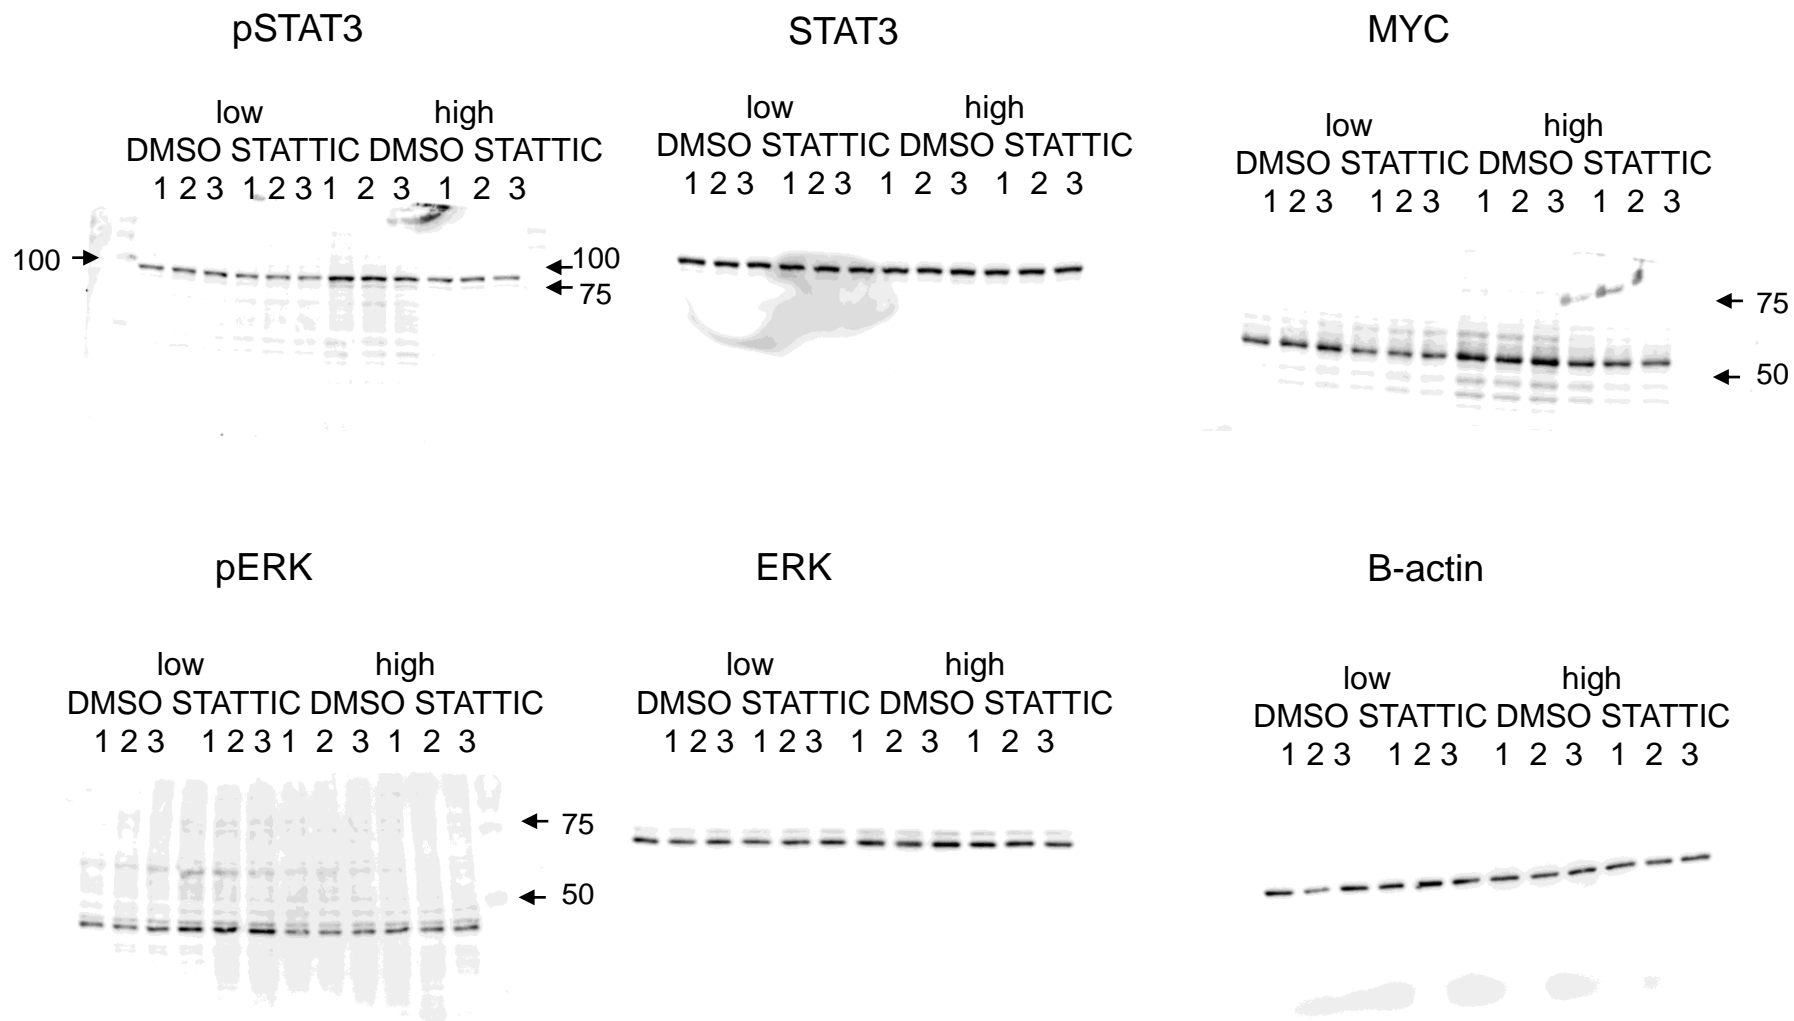 pSTAT3
low high
DMSO STATTIC DMSO STATTIC
1 2 3 1 2 3 1 2 3 1 2 3
100
100
75
STAT3
low high
DMSO STATTIC DMSO STATTIC
1 2 3 1 2 3 1 2 3 1 2 3
MYC
low high
DMSO STATTIC DMSO STATTIC
1 2 3 1 2 3 1 2 3 1 2 3
75
50
pERK
low high
DMSO STATTIC DMSO STATTIC
1 2 3 1 2 3 1 2 3 1 2 3
75
50
ERK
low high
DMSO STATTIC DMSO STATTIC
1 2 3 1 2 3 1 2 3 1 2 3
B-actin
low high
DMSO STATTIC DMSO STATTIC
1 2 3 1 2 3 1 2 3 1 2 3